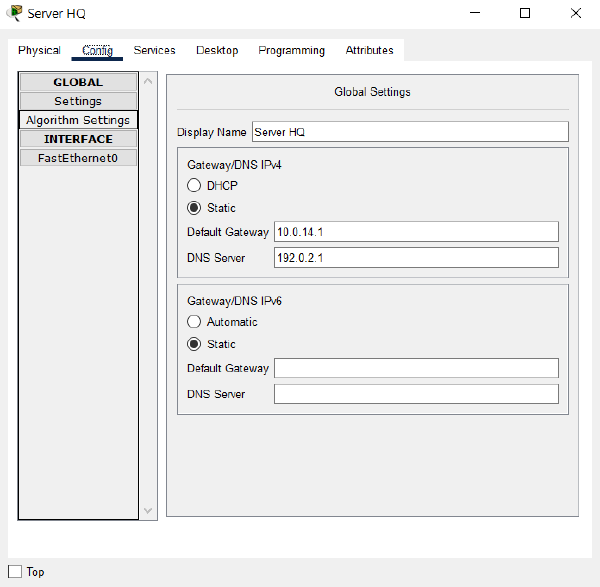 Server HQ
Physical Config Services Desktop Programming Attributes
GLOBAL
Settings
Algorithm Settings
INTERFACE
FastEthernet0
Global Settings
Display Name Server HQ
Gateway/DNS IPv4
DHCP
Static
Default Gateway 10.0.14.1
DNS Server 192.0.2.1
Gateway/DNS IPv6
Automatic
Static
Default Gateway
DNS Server
Top